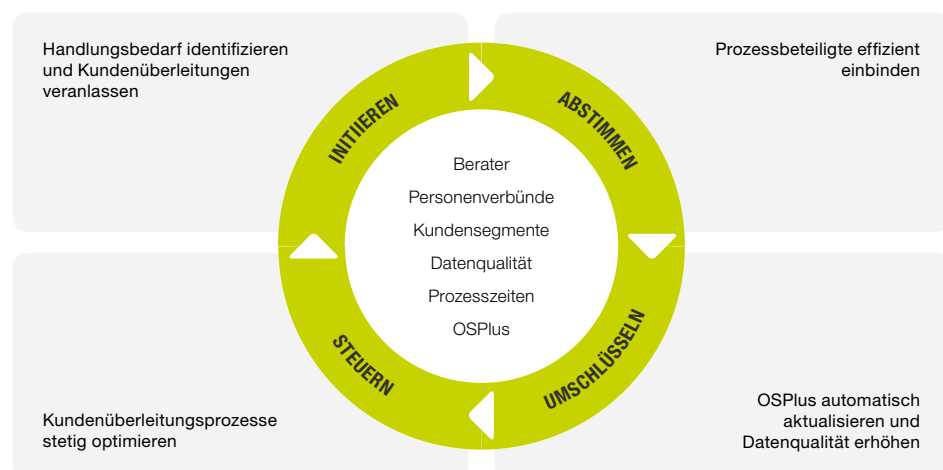 Handlungsbedarf identifizieren
und Kundenüberleitungen
veranlassen
Prozessbeteiligte effizient
einbinden
INITIIEREN
ABSTIMMEN
Berater
Personenverbünde
Kundensegmente
Datenqualität
Prozesszeiten
OSPlus
STEUERN
UMSCHLÜSSELN
Kundenüberleitungsprozesse
stetig optimieren
OSPlus automatisch
aktualisieren und
Datenqualität erhöhen